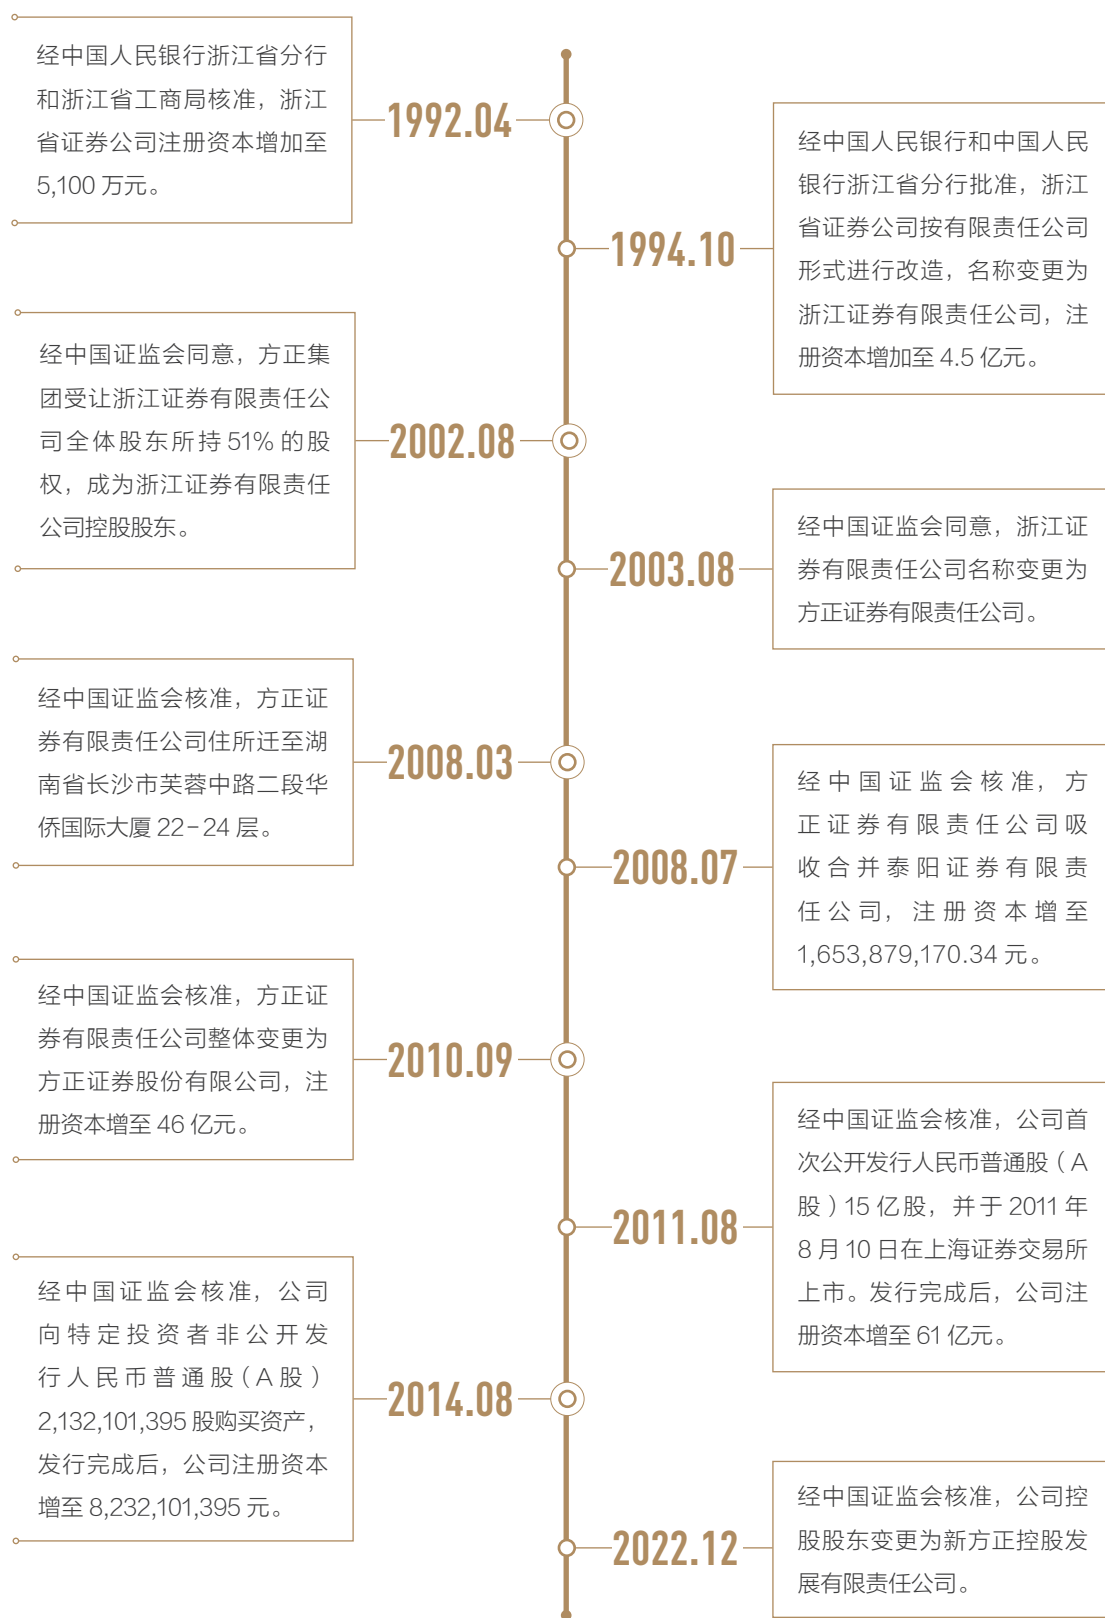 经中国人民银行浙江省分行
和浙江省工商局核准，浙江
省证券公司注册资本增加至
5,100 万元。
1992.04
1994.10
经中国人民银行和中国人民
银行浙江省分行批准，浙江
省证券公司按有限责任公司
形式进行改造，名称变更为
浙江证券有限责任公司，注
册资本增加至 4.5 亿元。
经中国证监会同意，方正集
团受让浙江证券有限责任公
司全体股东所持 51% 的股
权，成为浙江证券有限责任
公司控股股东。
2002.08
2003.08
经中国证监会同意，浙江证
券有限责任公司名称变更为
方正证券有限责任公司。
经中国证监会核准，方正证
券有限责任公司住所迁至湖
南省长沙市芙蓉中路二段华
侨国际大厦 22-24 层。
2008.03
2008.07
经中国证监会核准，方
正证券有限责任公司吸
收合并泰阳证券有限责
任公司，注册资本增至
1,653,879,170.34 元。
经中国证监会核准，方正证
券有限责任公司整体变更为
方正证券股份有限公司，注
册资本增至 46 亿元。
2010.09
2011.08
经中国证监会核准，公司首
次公开发行人民币普通股（A
股）15 亿股，并于 2011 年
8 月 10 日在上海证券交易所
上市。发行完成后，公司注
册资本增至 61 亿元。
经中国证监会核准，公司
向特定投资者非公开发
行人民币普通股（A 股）
2,132,101,395 股购买资产，
发行完成后，公司注册资本
增至 8,232,101,395 元。
2014.08
2022.12
经中国证监会核准，公司控
股股东变更为新方正控股发
展有限责任公司。